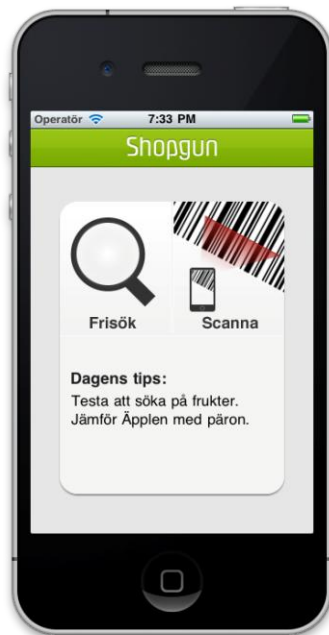 Operatör 7:33 PM
Shopgun
Frisök Scanna
Dagens tips:
Testa att söka på frukter.
Jämför Äpplen med päron.